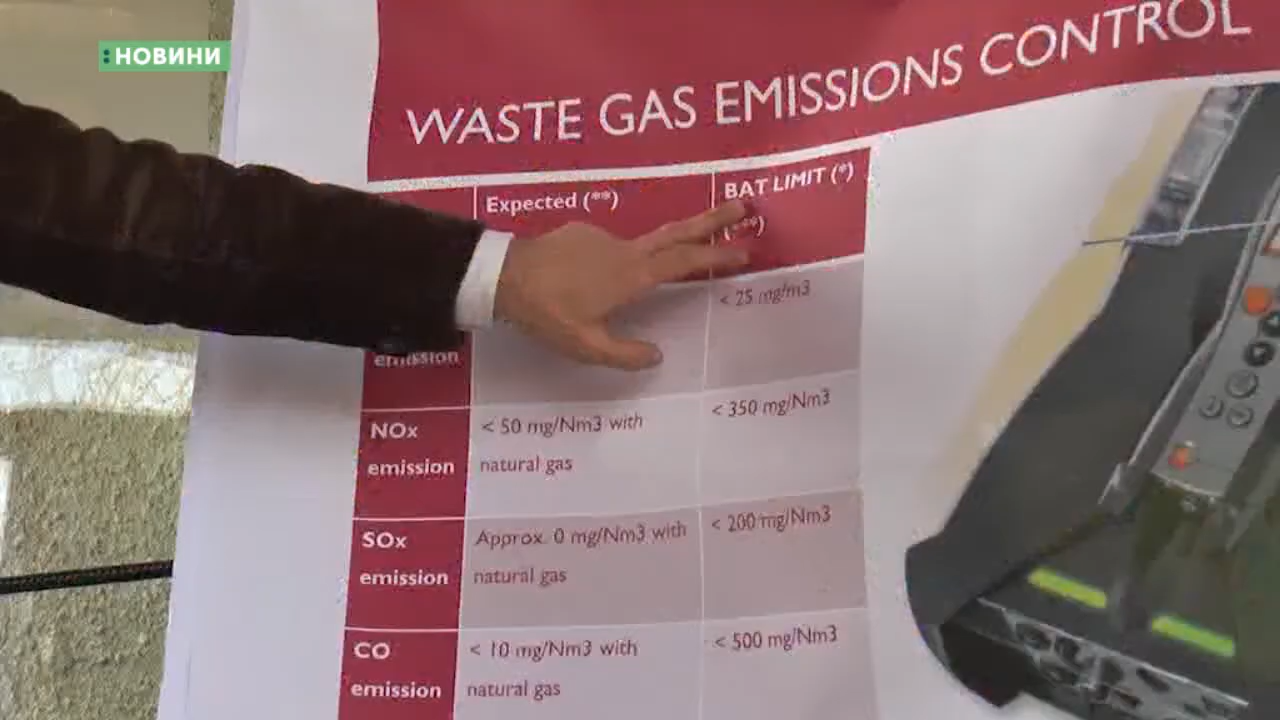 :НОВИНИ
WASTE GAS EMISSIONS CONTROL
Expected (**)
BAT LIMIT (*)
(***)
< 25 mg/m3
emission
NOx
emission
< 50 mg/Nm3 with
natural gas
< 350 mg/Nm3
SOx
emission
Approx. 0 mg/Nm3 with
natural gas
< 200 mg/Nm3
CO
emission
< 10 mg/Nm3 with
natural gas
< 500 mg/Nm3